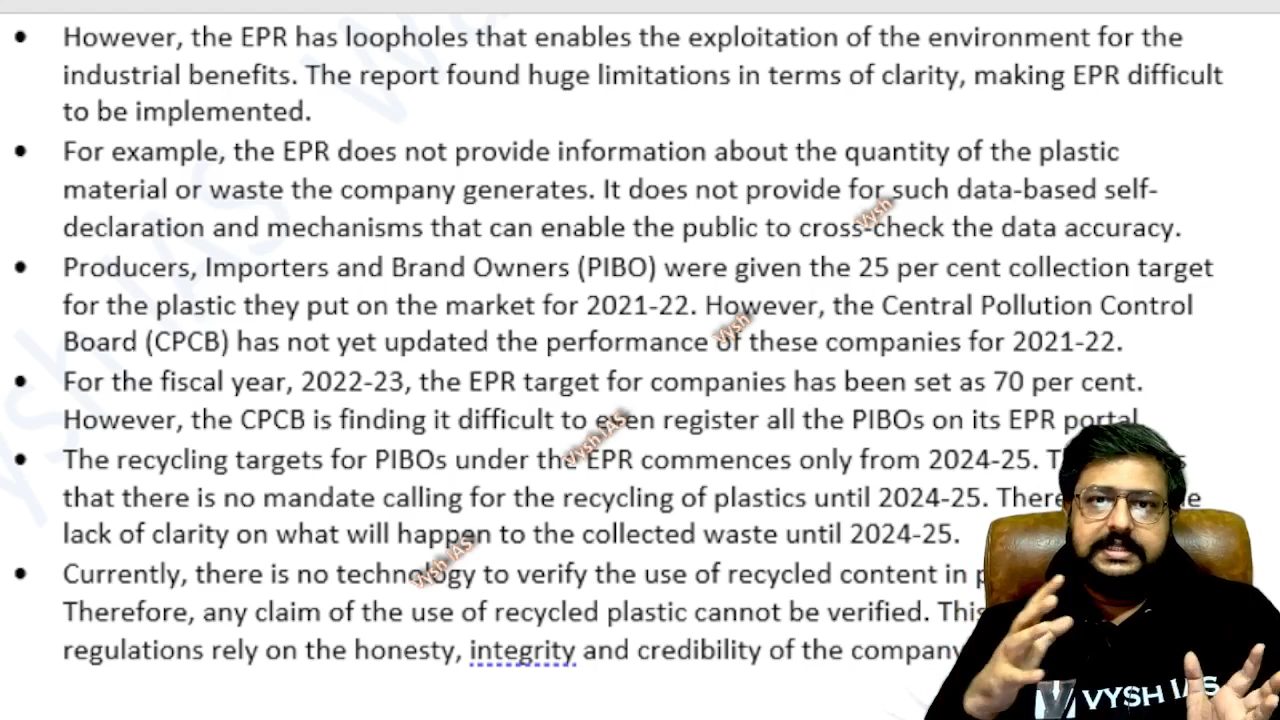 • However, the EPR has loopholes that enables the exploitation of the environment for the
industrial benefits. The report found huge limitations in terms of clarity, making EPR difficult
to be implemented.
• For example, the EPR does not provide information about the quantity of the plastic
material or waste the company generates. It does not provide for such data-based self-
declaration and mechanisms that can enable the public to cross-check the data accuracy.
• Producers, Importers and Brand Owners (PIBO) were given the 25 per cent collection target
for the plastic they put on the market for 2021-22. However, the Central Pollution Control
Board (CPCB) has not yet updated the performance of these companies for 2021-22.
• For the fiscal year, 2022-23, the EPR target for companies has been set as 70 per cent.
However, the CPCB is finding it difficult to even register all the PIBOs on its EPR portal
• The recycling targets for PIBOs under the EPR commences only from 2024-25.
that there is no mandate calling for the recycling of plastics until 2024-25.
lack of clarity on what will happen to the collected waste until 2024-25.
• Currently, there is no technology to verify the use of recycled content in
Therefore, any claim of the use of recycled plastic cannot be verified. This
regulations rely on the honesty, integrity and credibility of the company
Vysh
Vysh
Vysh IAS
Vysh IAS
Vysh IAS
VYSH IAS